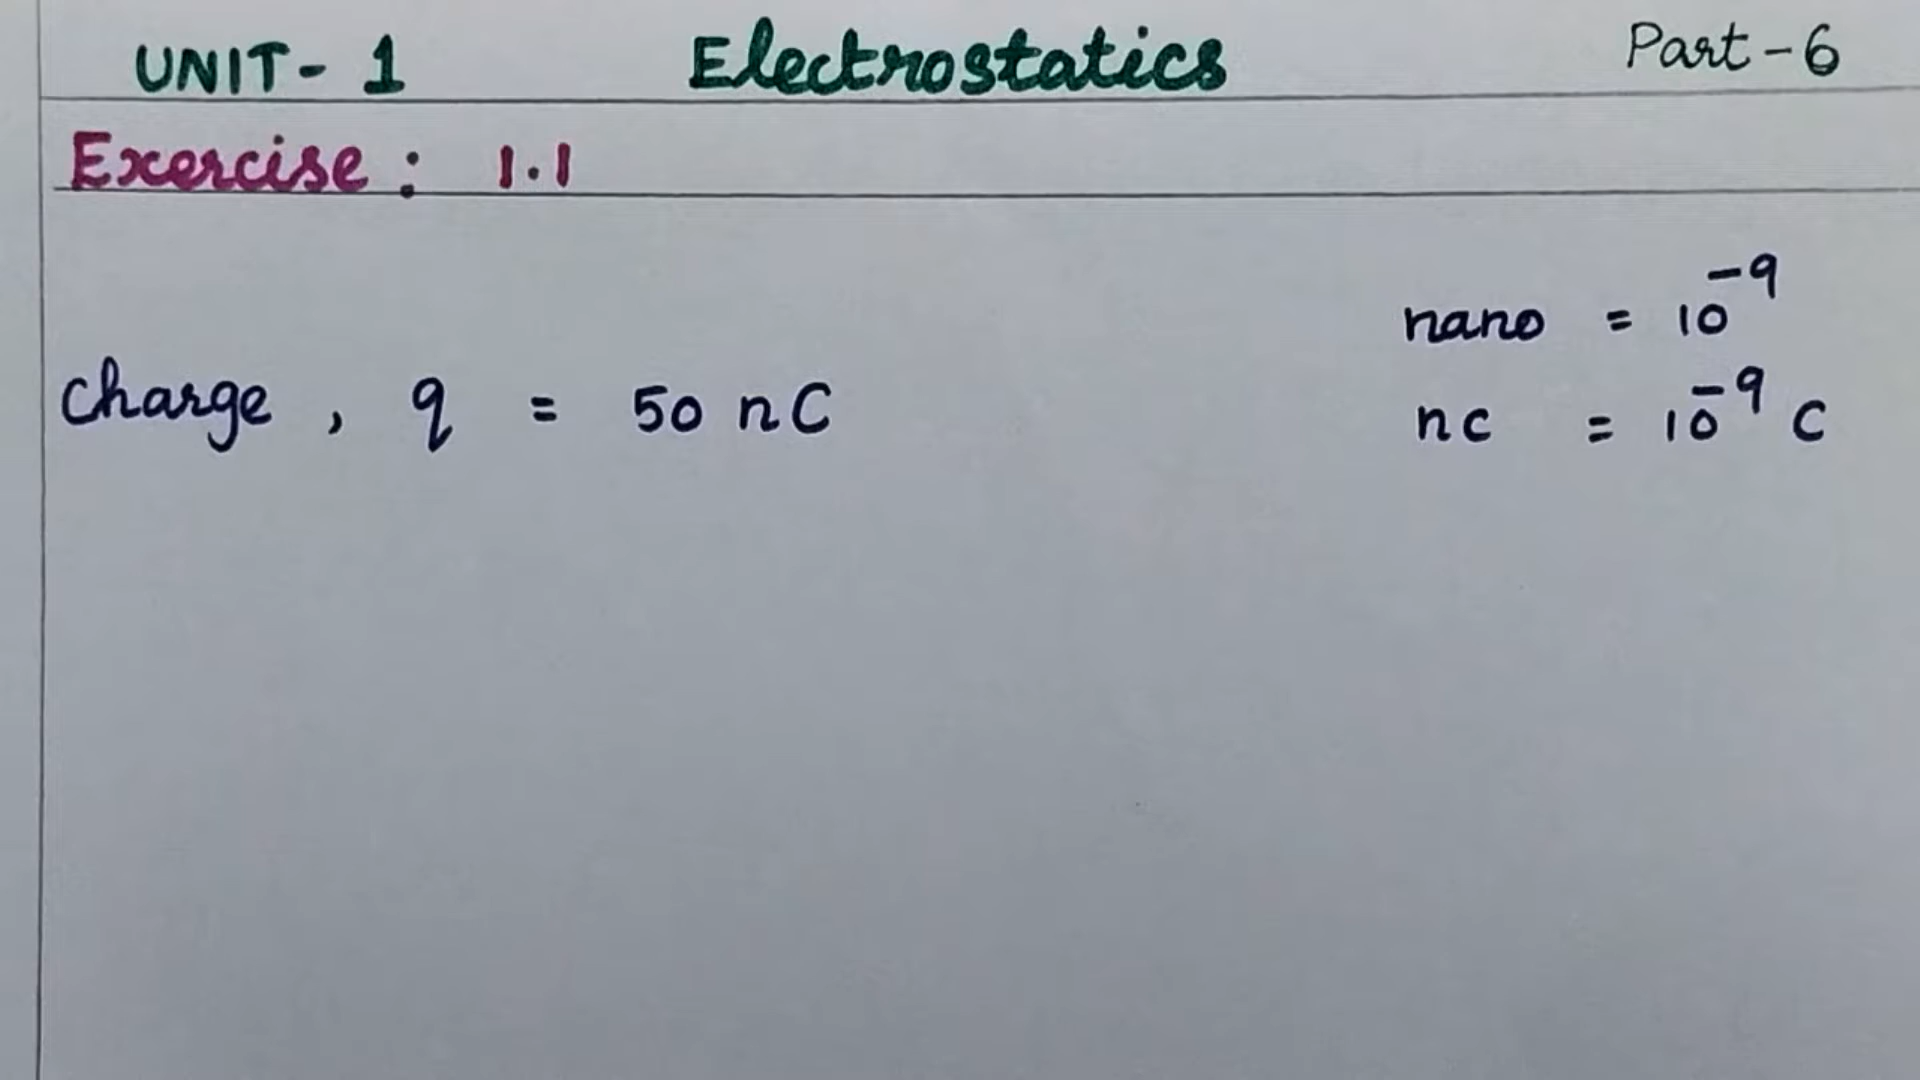 UNIT - 1 Electrostatics Part - 6
Exercise : 1.1
nano = 10⁻⁹
charge , q = 50 nC
nc = 10⁻⁹ C